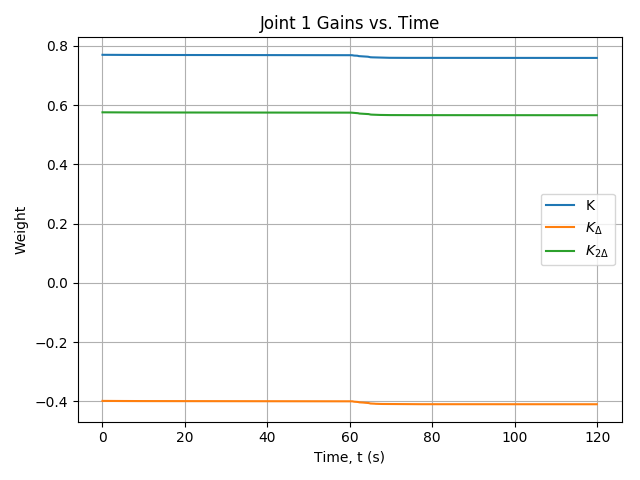 Joint 1 Gains vs. Time
Weight
0.8
0.6
0.4
0.2
0.0
−0.2
−0.4
K
K_Δ
K_2Δ
0 20 40 60 80 100 120
Time, t (s)